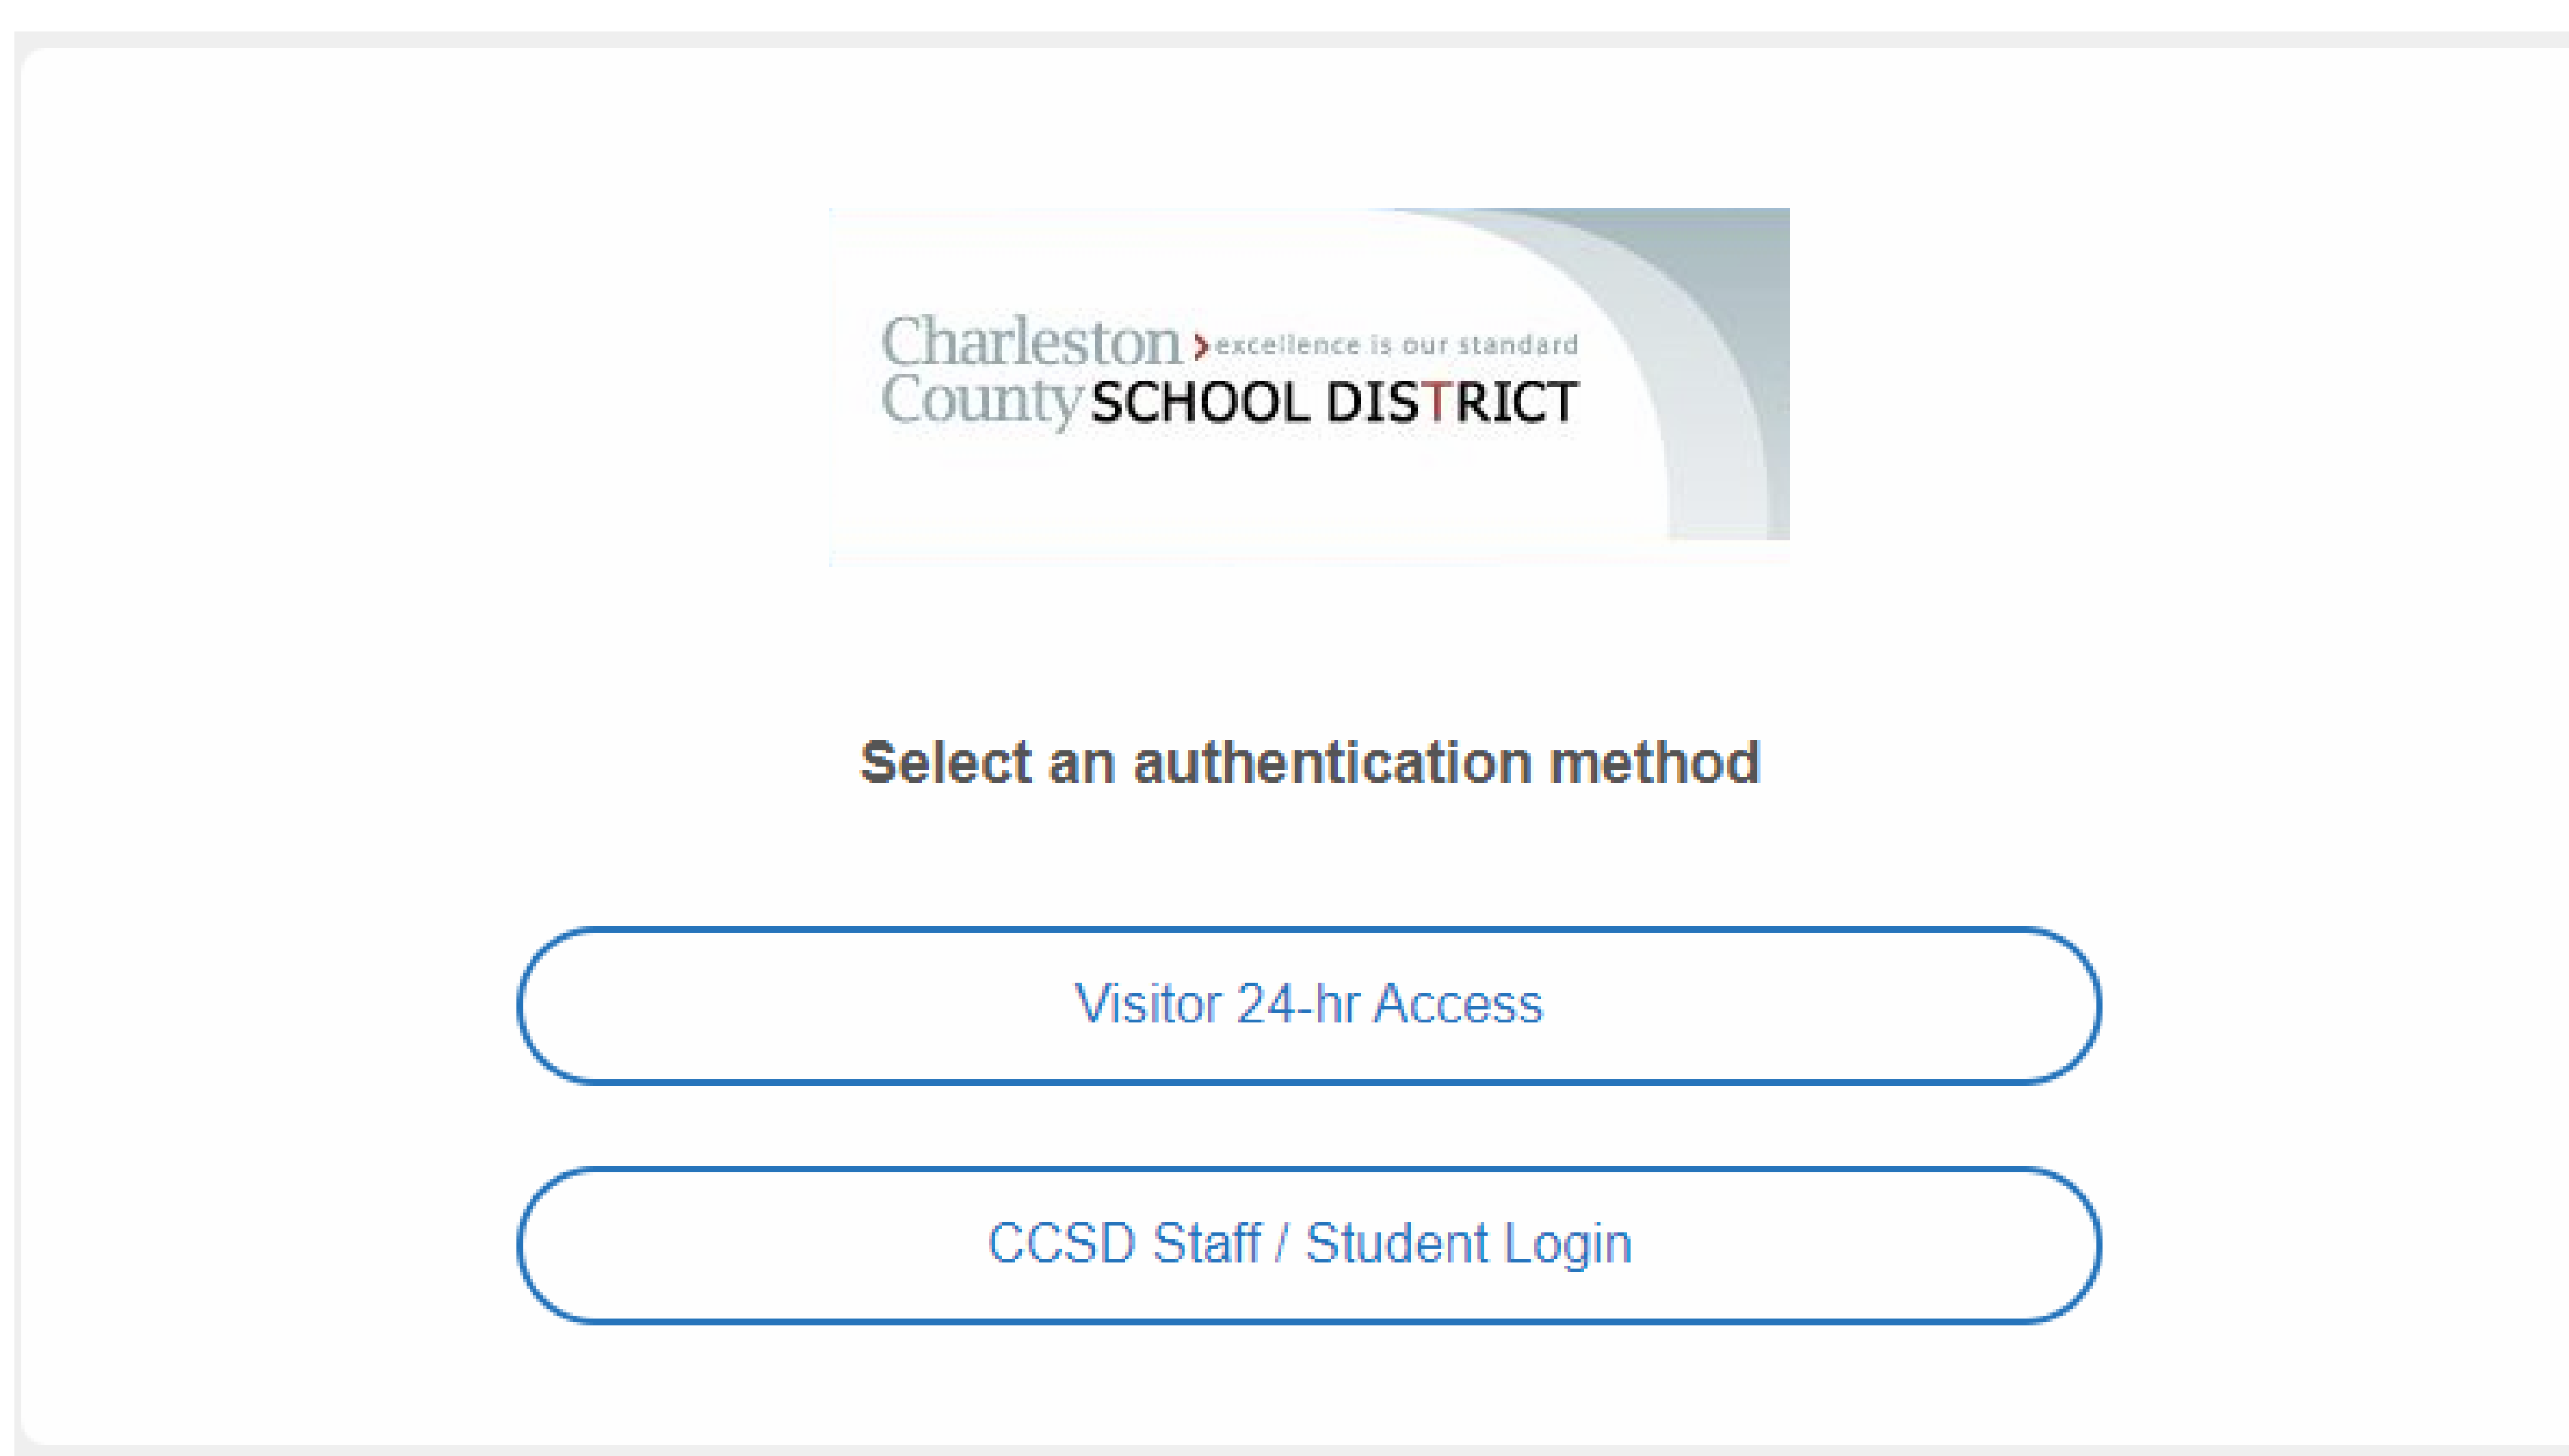 Charleston > excellence is our standard
County SCHOOL DISTRICT
Select an authentication method
Visitor 24-hr Access
CCSD Staff / Student Login